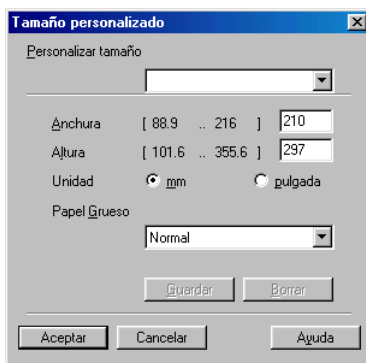 Tamaño personalizado
Personalizar tamaño
Anchura [ 88.9 .. 216 ] 210
Altura [ 101.6 .. 355.6 ] 297
Unidad mm pulgada
Papel Grueso
Normal
Guardar Borrar
Aceptar Cancelar Ayuda